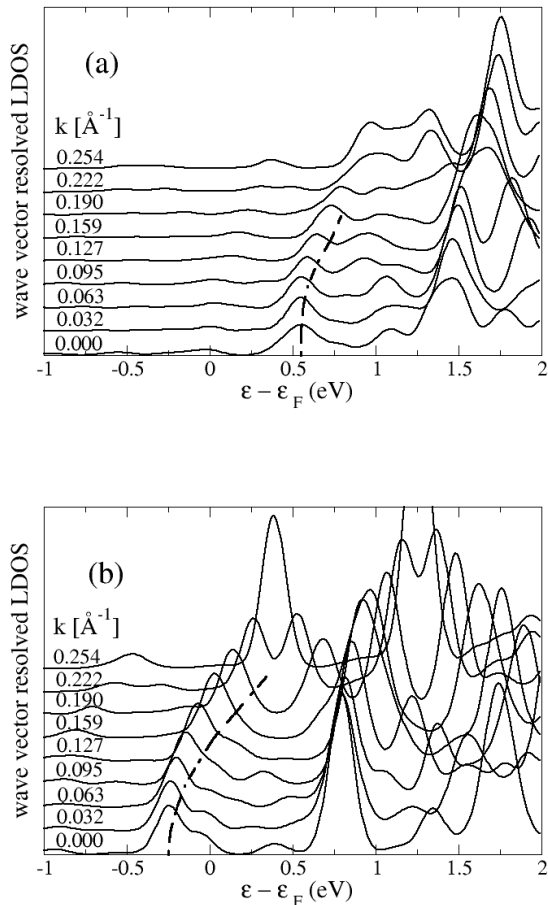 (a)
wave vector resolved LDOS
k [Å⁻¹]
0.254
0.222
0.190
0.159
0.127
0.095
0.063
0.032
0.000
-1 -0.5 0 0.5 1 1.5 2
ε − ε_F (eV)
(b)
wave vector resolved LDOS
k [Å⁻¹]
0.254
0.222
0.190
0.159
0.127
0.095
0.063
0.032
0.000
-1 -0.5 0 0.5 1 1.5 2
ε − ε_F (eV)